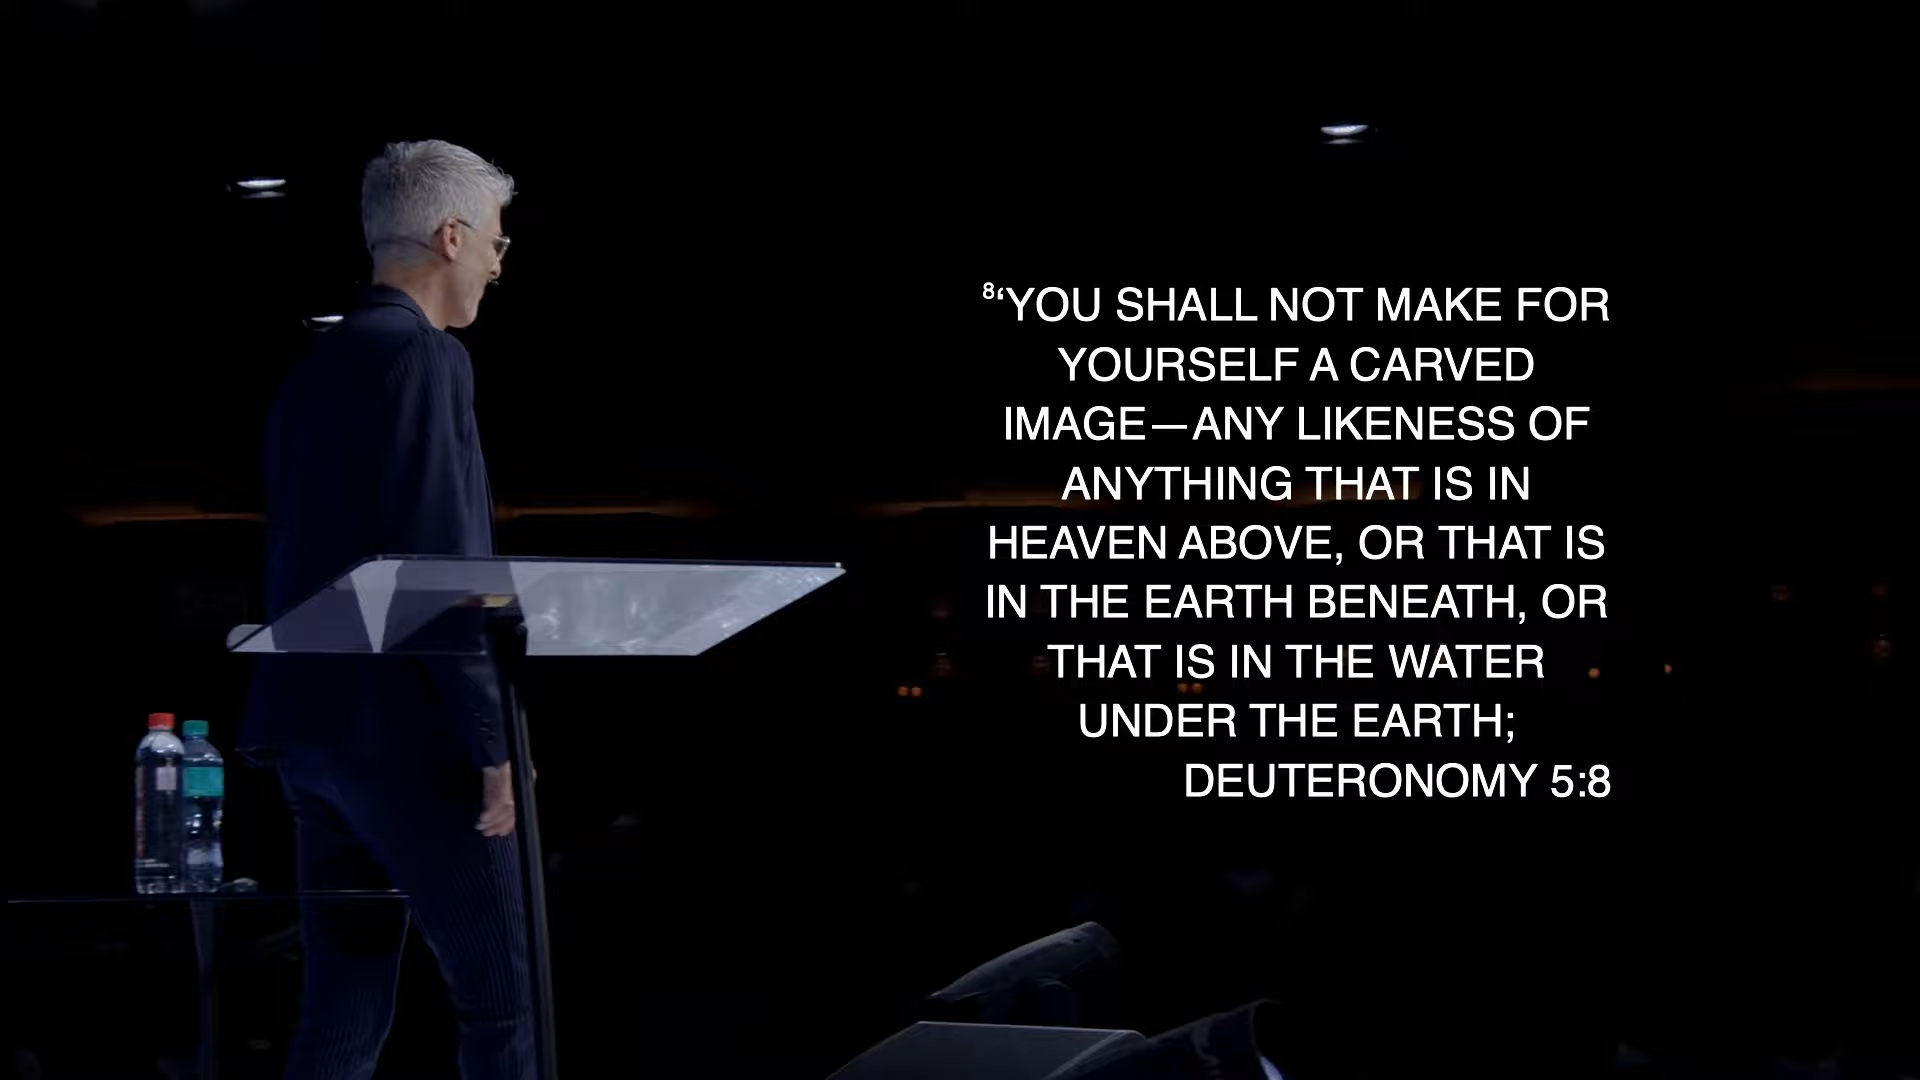 ⁸‘YOU SHALL NOT MAKE FOR
YOURSELF A CARVED
IMAGE—ANY LIKENESS OF
ANYTHING THAT IS IN
HEAVEN ABOVE, OR THAT IS
IN THE EARTH BENEATH, OR
THAT IS IN THE WATER
UNDER THE EARTH;
DEUTERONOMY 5:8